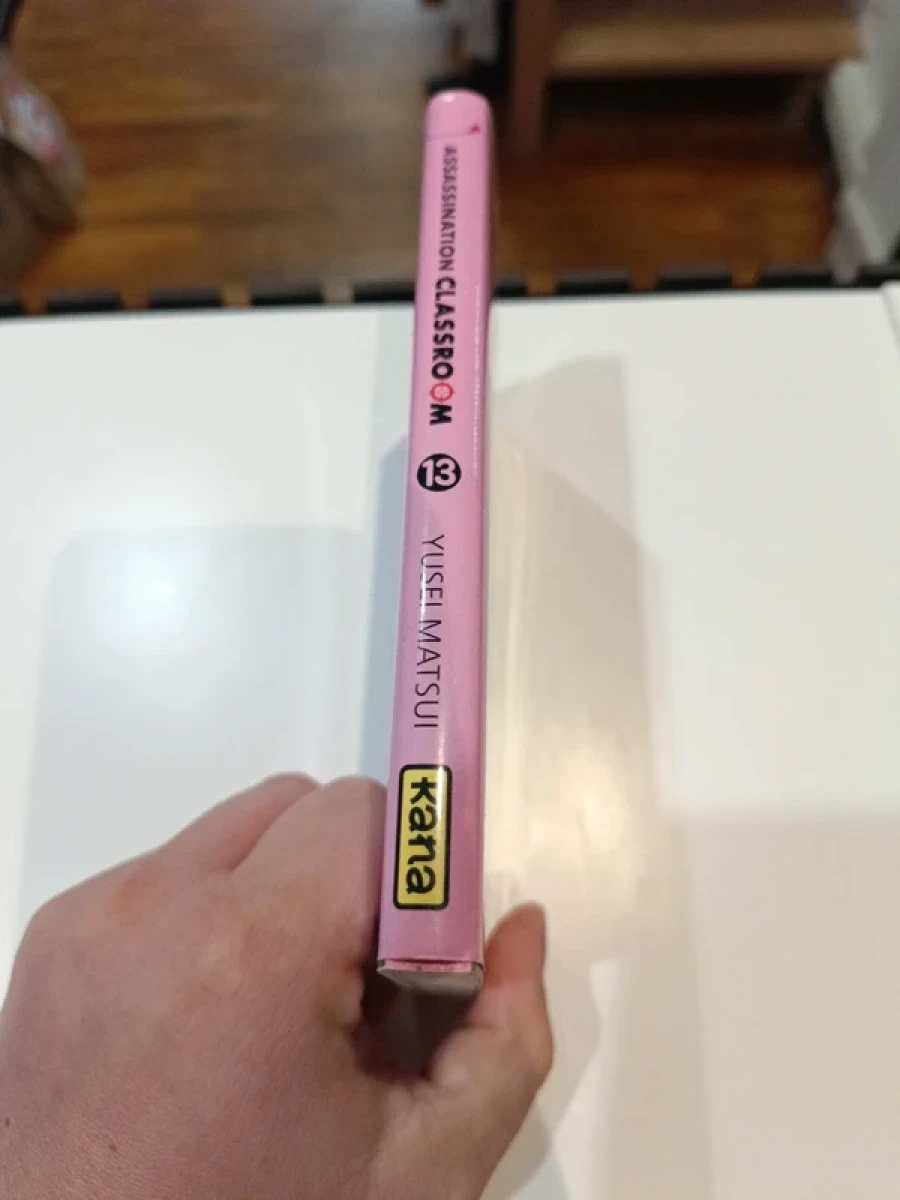 ASSASSINATION CLASSROOM
13
YUSEI MATSUI
Kana